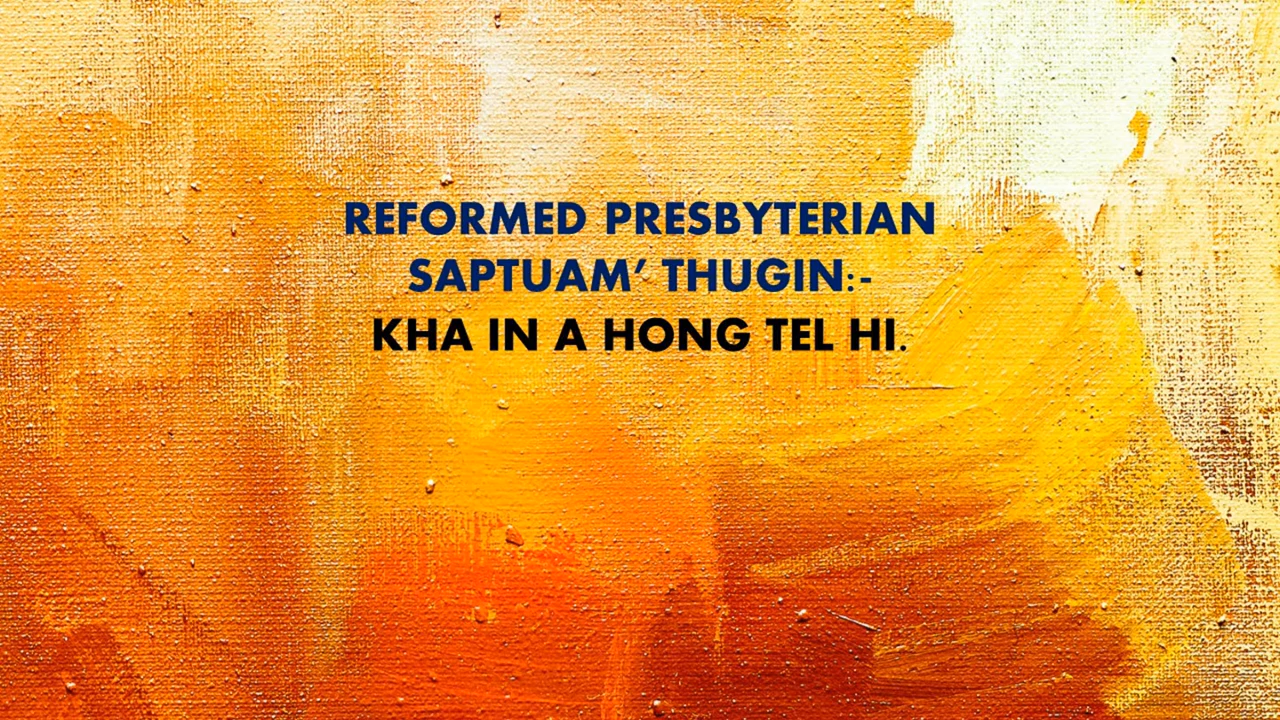 REFORMED PRESBYTERIAN
SAPTUAM’ THUGIN:-
KHA IN A HONG TEL HI.